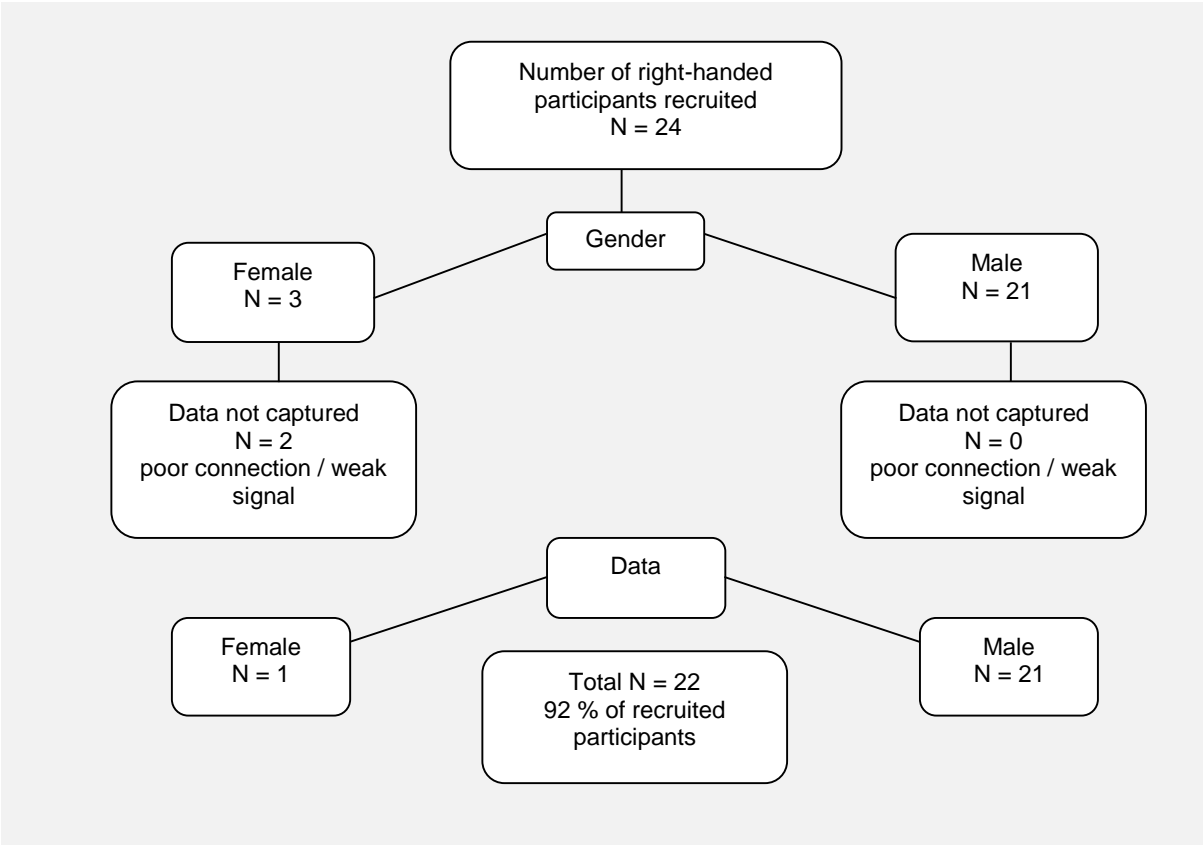 Number of right-handed
participants recruited
N = 24
Gender
Female
N = 3
Male
N = 21
Data not captured
N = 2
poor connection / weak
signal
Data not captured
N = 0
poor connection / weak
signal
Data
Female
N = 1
Male
N = 21
Total N = 22
92 % of recruited
participants